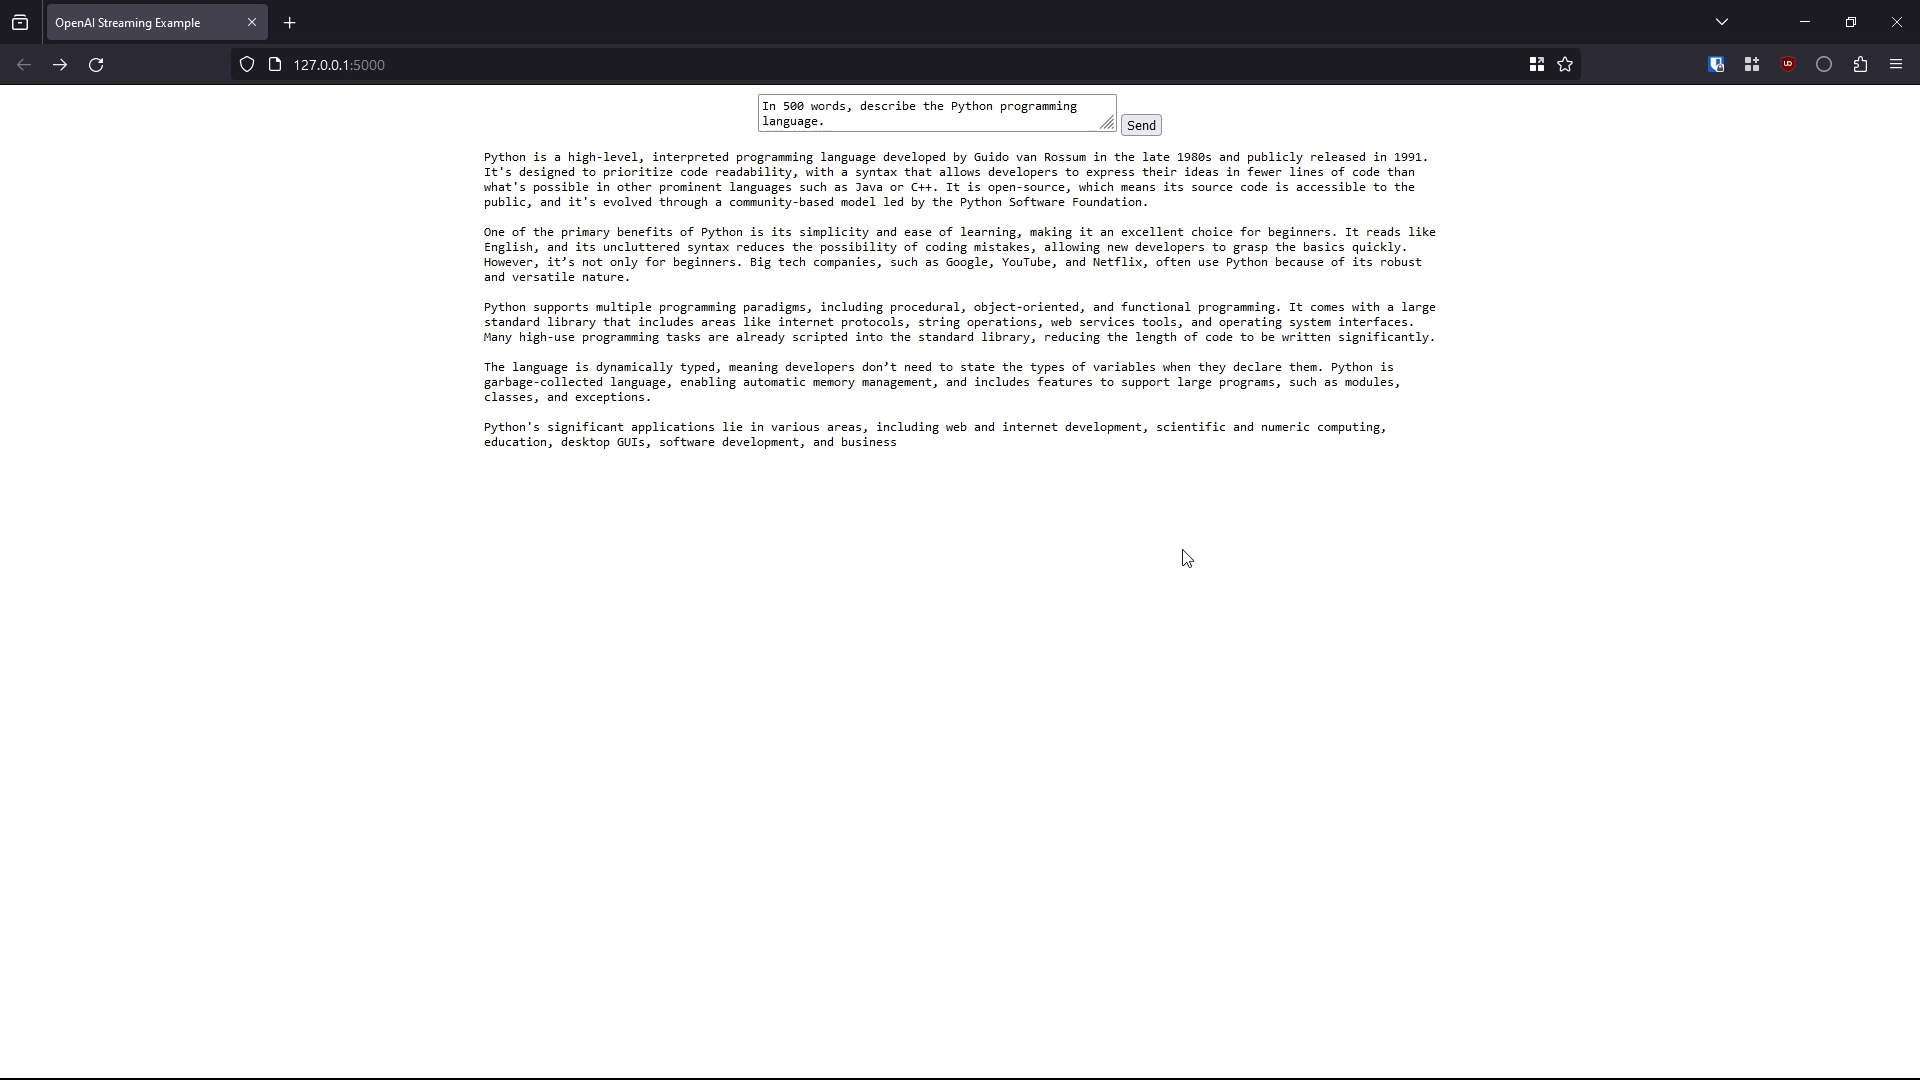 OpenAI Streaming Example
127.0.0.1:5000
In 500 words, describe the Python programming
language.
Send
Python is a high-level, interpreted programming language developed by Guido van Rossum in the late 1980s and publicly released in 1991.
It's designed to prioritize code readability, with a syntax that allows developers to express their ideas in fewer lines of code than
what's possible in other prominent languages such as Java or C++. It is open-source, which means its source code is accessible to the
public, and it's evolved through a community-based model led by the Python Software Foundation.
One of the primary benefits of Python is its simplicity and ease of learning, making it an excellent choice for beginners. It reads like
English, and its uncluttered syntax reduces the possibility of coding mistakes, allowing new developers to grasp the basics quickly.
However, it’s not only for beginners. Big tech companies, such as Google, YouTube, and Netflix, often use Python because of its robust
and versatile nature.
Python supports multiple programming paradigms, including procedural, object-oriented, and functional programming. It comes with a large
standard library that includes areas like internet protocols, string operations, web services tools, and operating system interfaces.
Many high-use programming tasks are already scripted into the standard library, reducing the length of code to be written significantly.
The language is dynamically typed, meaning developers don’t need to state the types of variables when they declare them. Python is
garbage-collected language, enabling automatic memory management, and includes features to support large programs, such as modules,
classes, and exceptions.
Python's significant applications lie in various areas, including web and internet development, scientific and numeric computing,
education, desktop GUIs, software development, and business